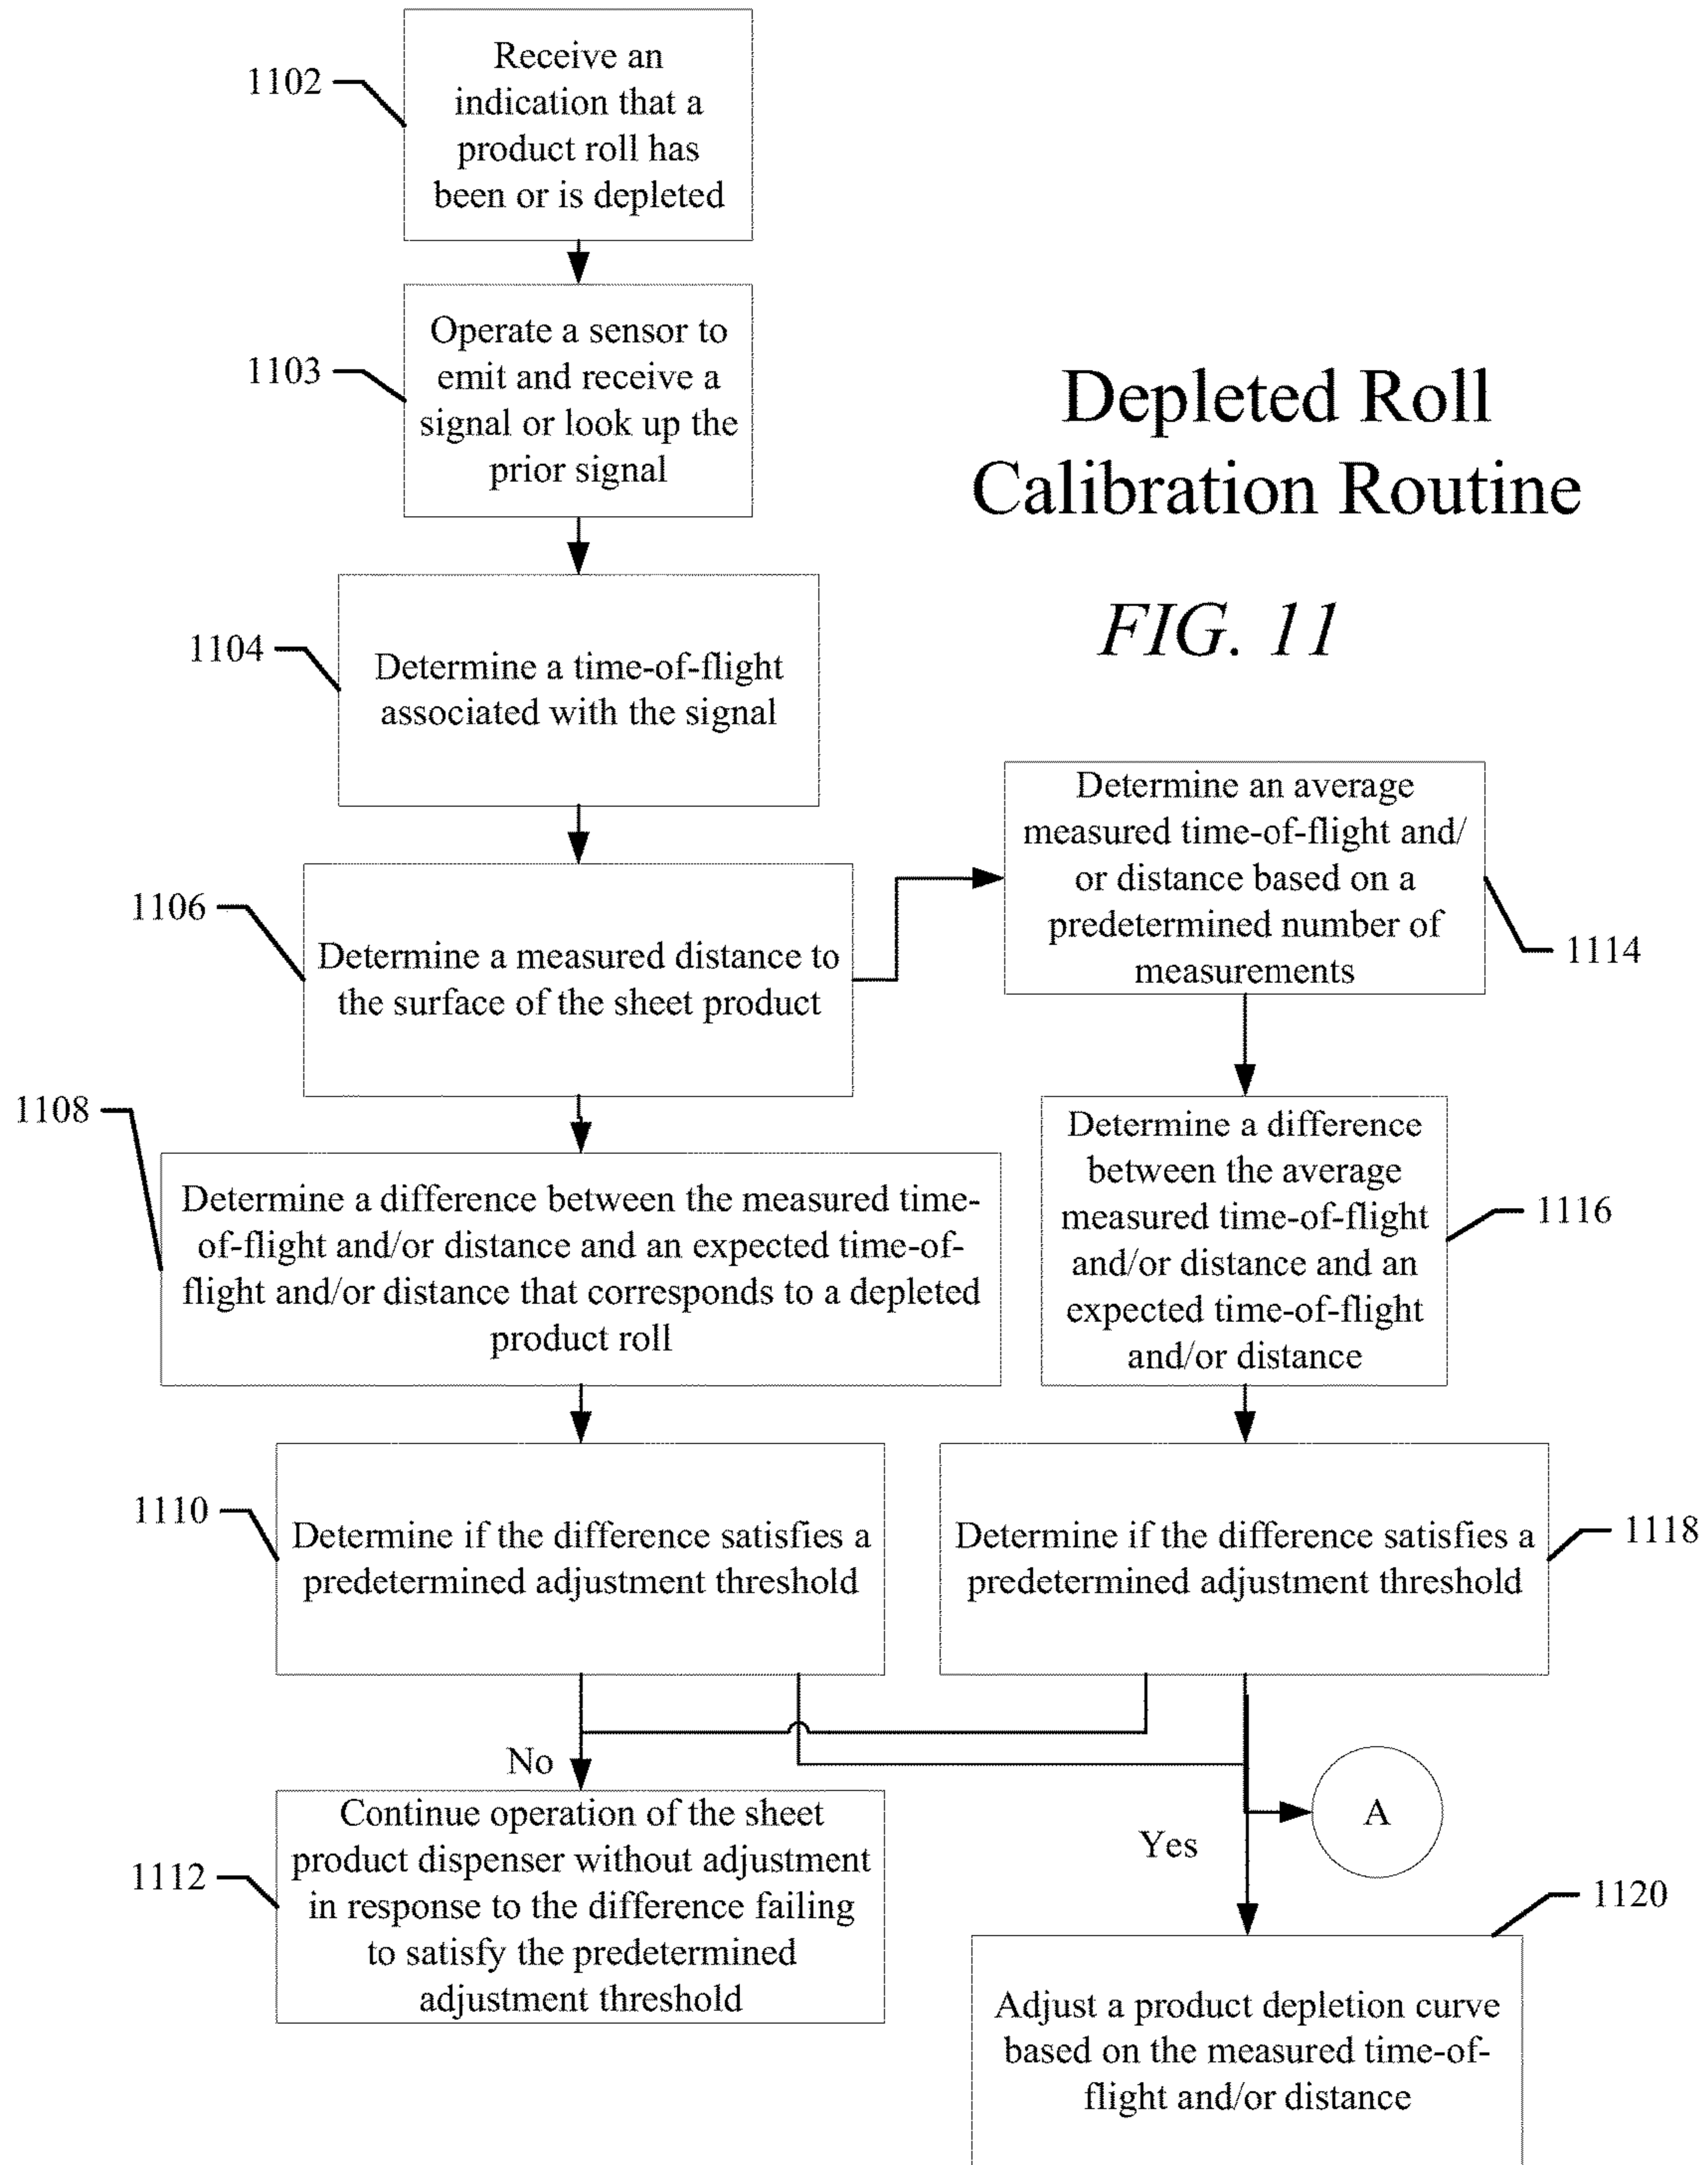 1102
Receive an
indication that a
product roll has
been or is depleted
1103
Operate a sensor to
emit and receive a
signal or look up the
prior signal
Depleted Roll
Calibration Routine
FIG. 11
1104
Determine a time-of-flight
associated with the signal
1106
Determine a measured distance to
the surface of the sheet product
Determine an average
measured time-of-flight and/
or distance based on a
predetermined number of
measurements
1114
1108
Determine a difference between the measured time-
of-flight and/or distance and an expected time-of-
flight and/or distance that corresponds to a depleted
product roll
Determine a difference
between the average
measured time-of-flight
and/or distance and an
expected time-of-flight
and/or distance
1116
1110
Determine if the difference satisfies a
predetermined adjustment threshold
Determine if the difference satisfies a
predetermined adjustment threshold
1118
No
Continue operation of the sheet
product dispenser without adjustment
in response to the difference failing
to satisfy the predetermined
adjustment threshold
1112
A
Yes
1120
Adjust a product depletion curve
based on the measured time-of-
flight and/or distance